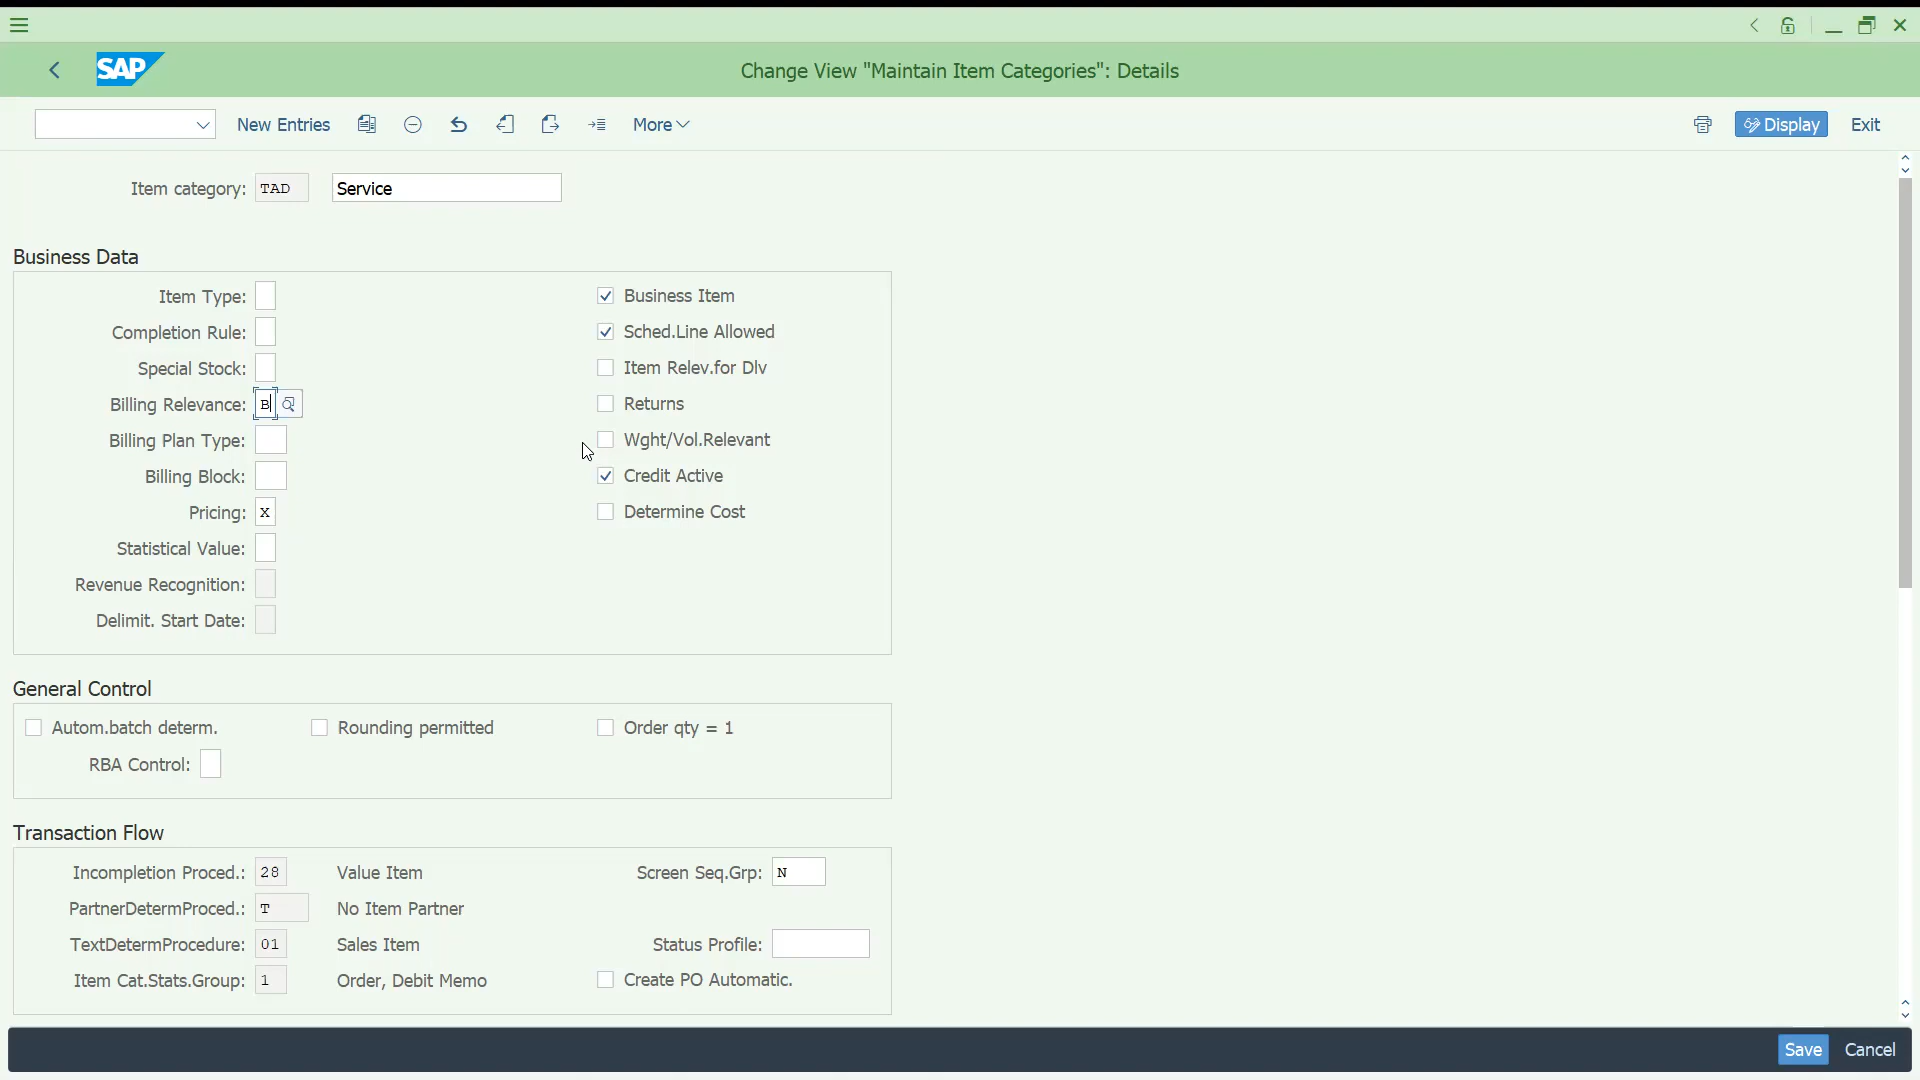 SAP
Change View "Maintain Item Categories": Details
New Entries More Display Exit
Item category: TAD Service
Business Data
Item Type: Business Item
Completion Rule: Sched.Line Allowed
Special Stock: Item Relev.for Dlv
Billing Relevance: B Returns
Billing Plan Type: Wght/Vol.Relevant
Billing Block: Credit Active
Pricing: X Determine Cost
Statistical Value:
Revenue Recognition:
Delimit. Start Date:
General Control
Autom.batch determ. Rounding permitted Order qty = 1
RBA Control:
Transaction Flow
Incompletion Proced.: 28 Value Item Screen Seq.Grp: N
PartnerDetermProced.: T No Item Partner
TextDetermProcedure: 01 Sales Item Status Profile:
Item Cat.Stats.Group: 1 Order, Debit Memo Create PO Automatic.
Save Cancel